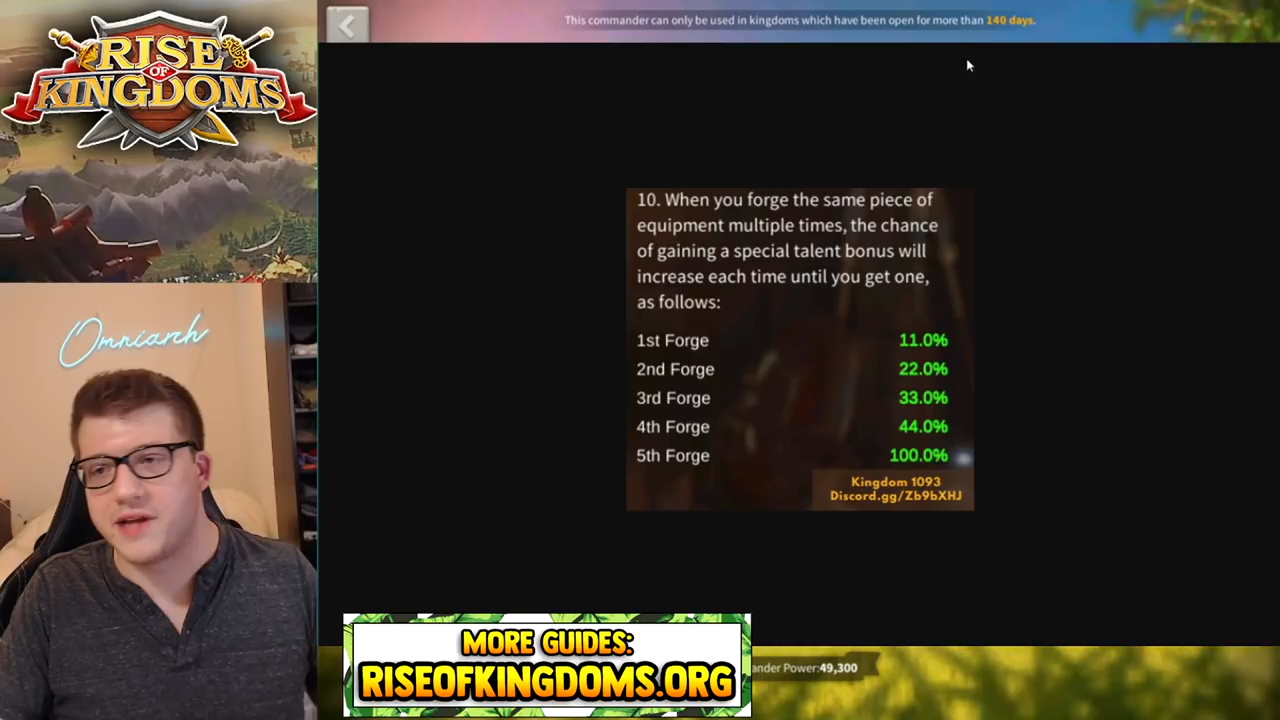 RISE
OF
KINGDOMS
This commander can only be used in kingdoms which have been open for more than 140 days.
Omniarch
10. When you forge the same piece of
equipment multiple times, the chance
of gaining a special talent bonus will
increase each time until you get one,
as follows:
1st Forge 11.0%
2nd Forge 22.0%
3rd Forge 33.0%
4th Forge 44.0%
5th Forge 100.0%
Kingdom 1093
Discord.gg/Zb9bXHJ
MORE GUIDES:
RISEOFKINGDOMS.ORG
ander Power:49,300